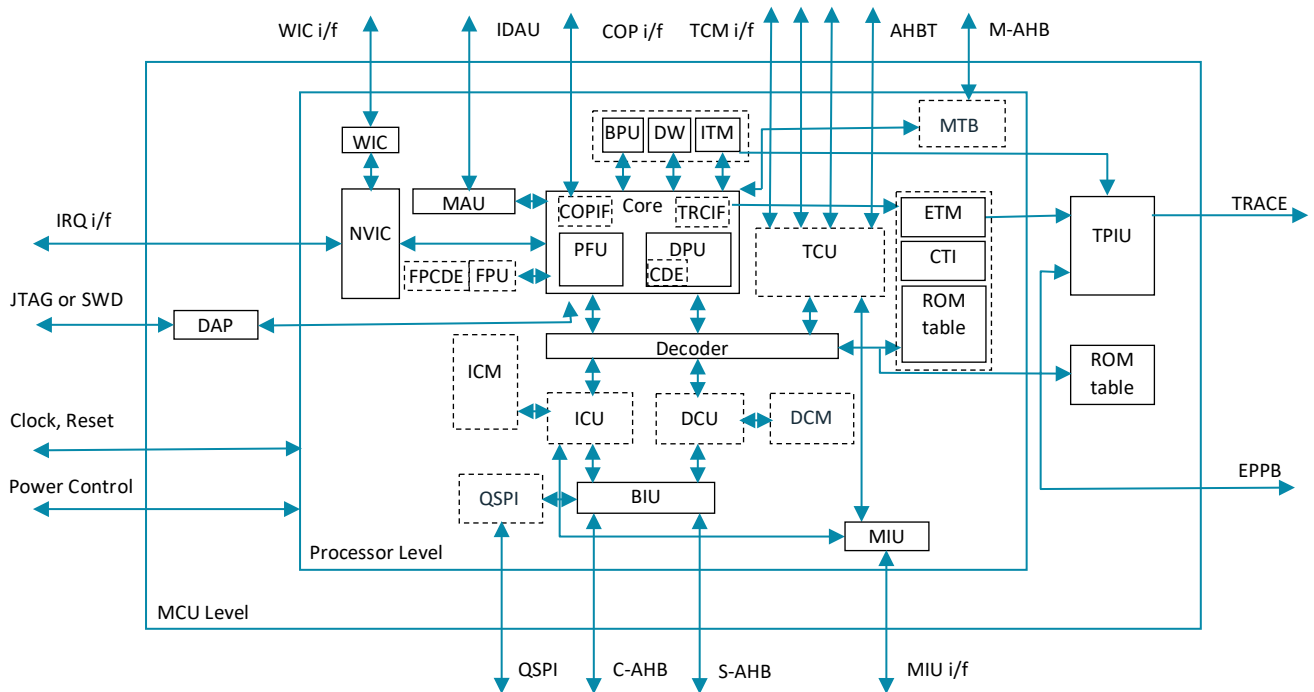 WIC i/f
IDAU
COP i/f
TCM i/f
AHBT
M-AHB
MTB
BPU
DW
ITM
WIC
MAU
COPIF
Core
TRCIF
ETM
TRACE
IRQ i/f
NVIC
PFU
DPU
TCU
TPIU
CTI
FPCDE
FPU
CDE
JTAG or SWD
DAP
ROM
table
Decoder
ICM
ROM
table
Clock, Reset
ICU
DCU
DCM
Power Control
QSPI
BIU
EPPB
MIU
Processor Level
MCU Level
QSPI
C-AHB
S-AHB
MIU i/f